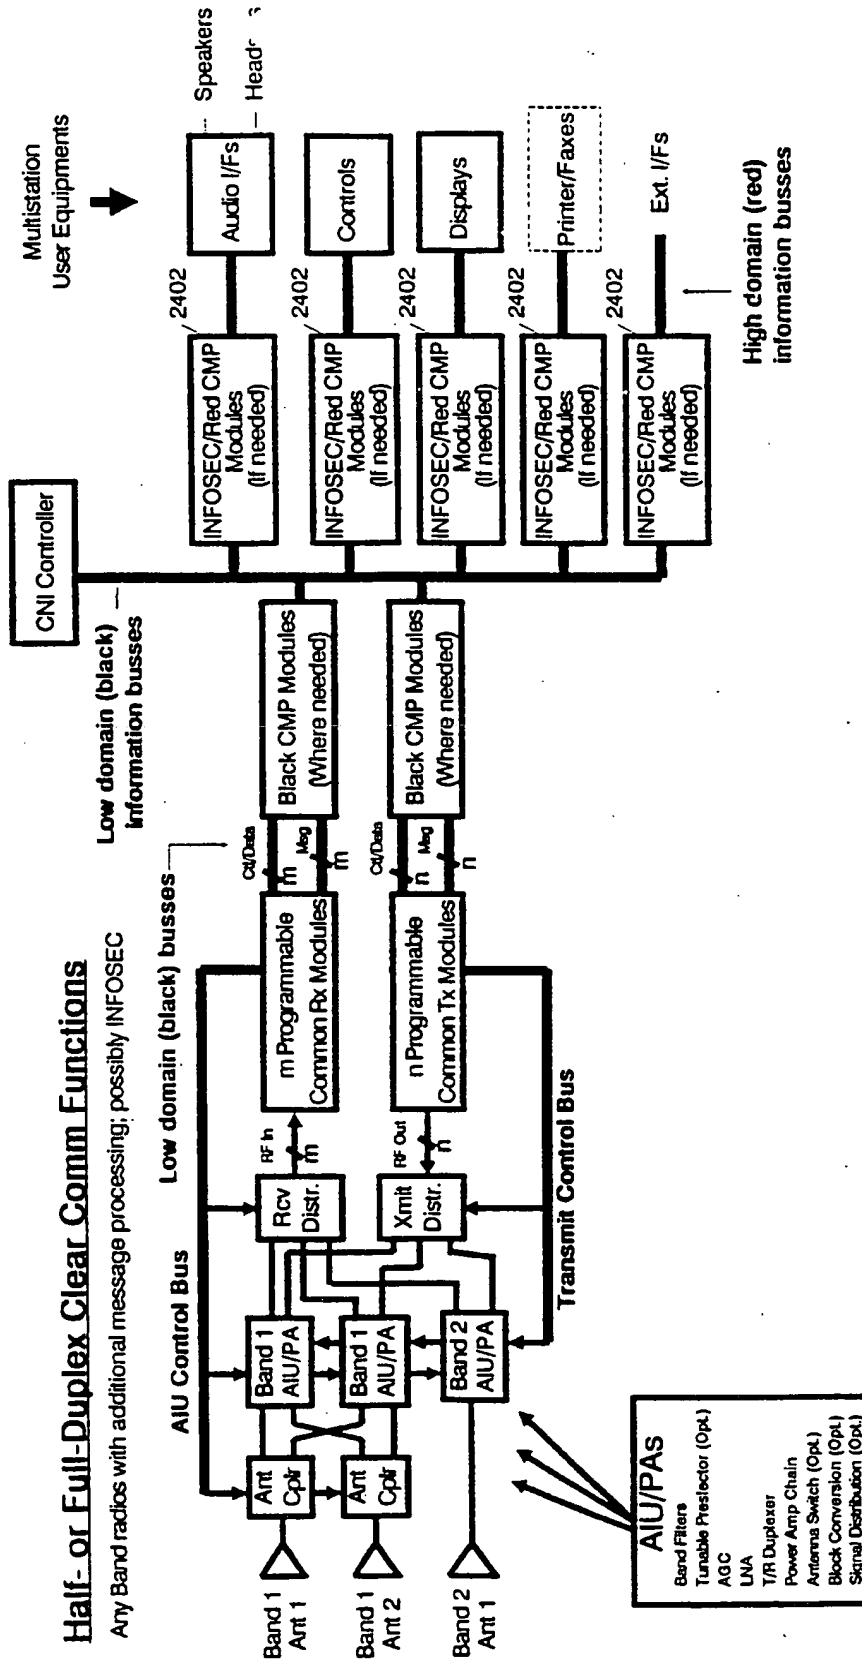 Half- or Full-Duplex Clear Comm Functions
Any Band radios with additional message processing; possibly INFOSEC
Band 1
Ant 1
Band 1
Ant 2
Band 2
Ant 1
Ant
Cplr
Ant
Cplr
AIU Control Bus
Band 1
AIU/PA
Band 1
AIU/PA
Band 2
AIU/PA
Rcv
Distr.
Xmit
Distr.
RF In
m
RF Out
n
Transmit Control Bus
m Programmable
Common Rx Modules
n Programmable
Common Tx Modules
Low domain (black) busses
Ctl/Data
m
Msg
m
Ctl/Data
n
Msg
n
Black CMP Modules
(Where needed)
Black CMP Modules
(Where needed)
Low domain (black)
information busses
CNI Controller
INFOSEC/Red CMP
Modules
(If needed)
2402
INFOSEC/Red CMP
Modules
(If needed)
2402
INFOSEC/Red CMP
Modules
(If needed)
2402
INFOSEC/Red CMP
Modules
(If needed)
2402
INFOSEC/Red CMP
Modules
(If needed)
2402
Multistation
User Equipments
Audio I/Fs
Speakers
Controls
Displays
Printer/Faxes
Ext. I/Fs
High domain (red)
information busses
AIU/PAs
Band Filters
Tunable Preslector (Opt.)
AGC
LNA
T/R Duplexer
Power Amp Chain
Antenna Switch (Opt.)
Block Conversion (Opt.)
Signal Distribution (Opt.)